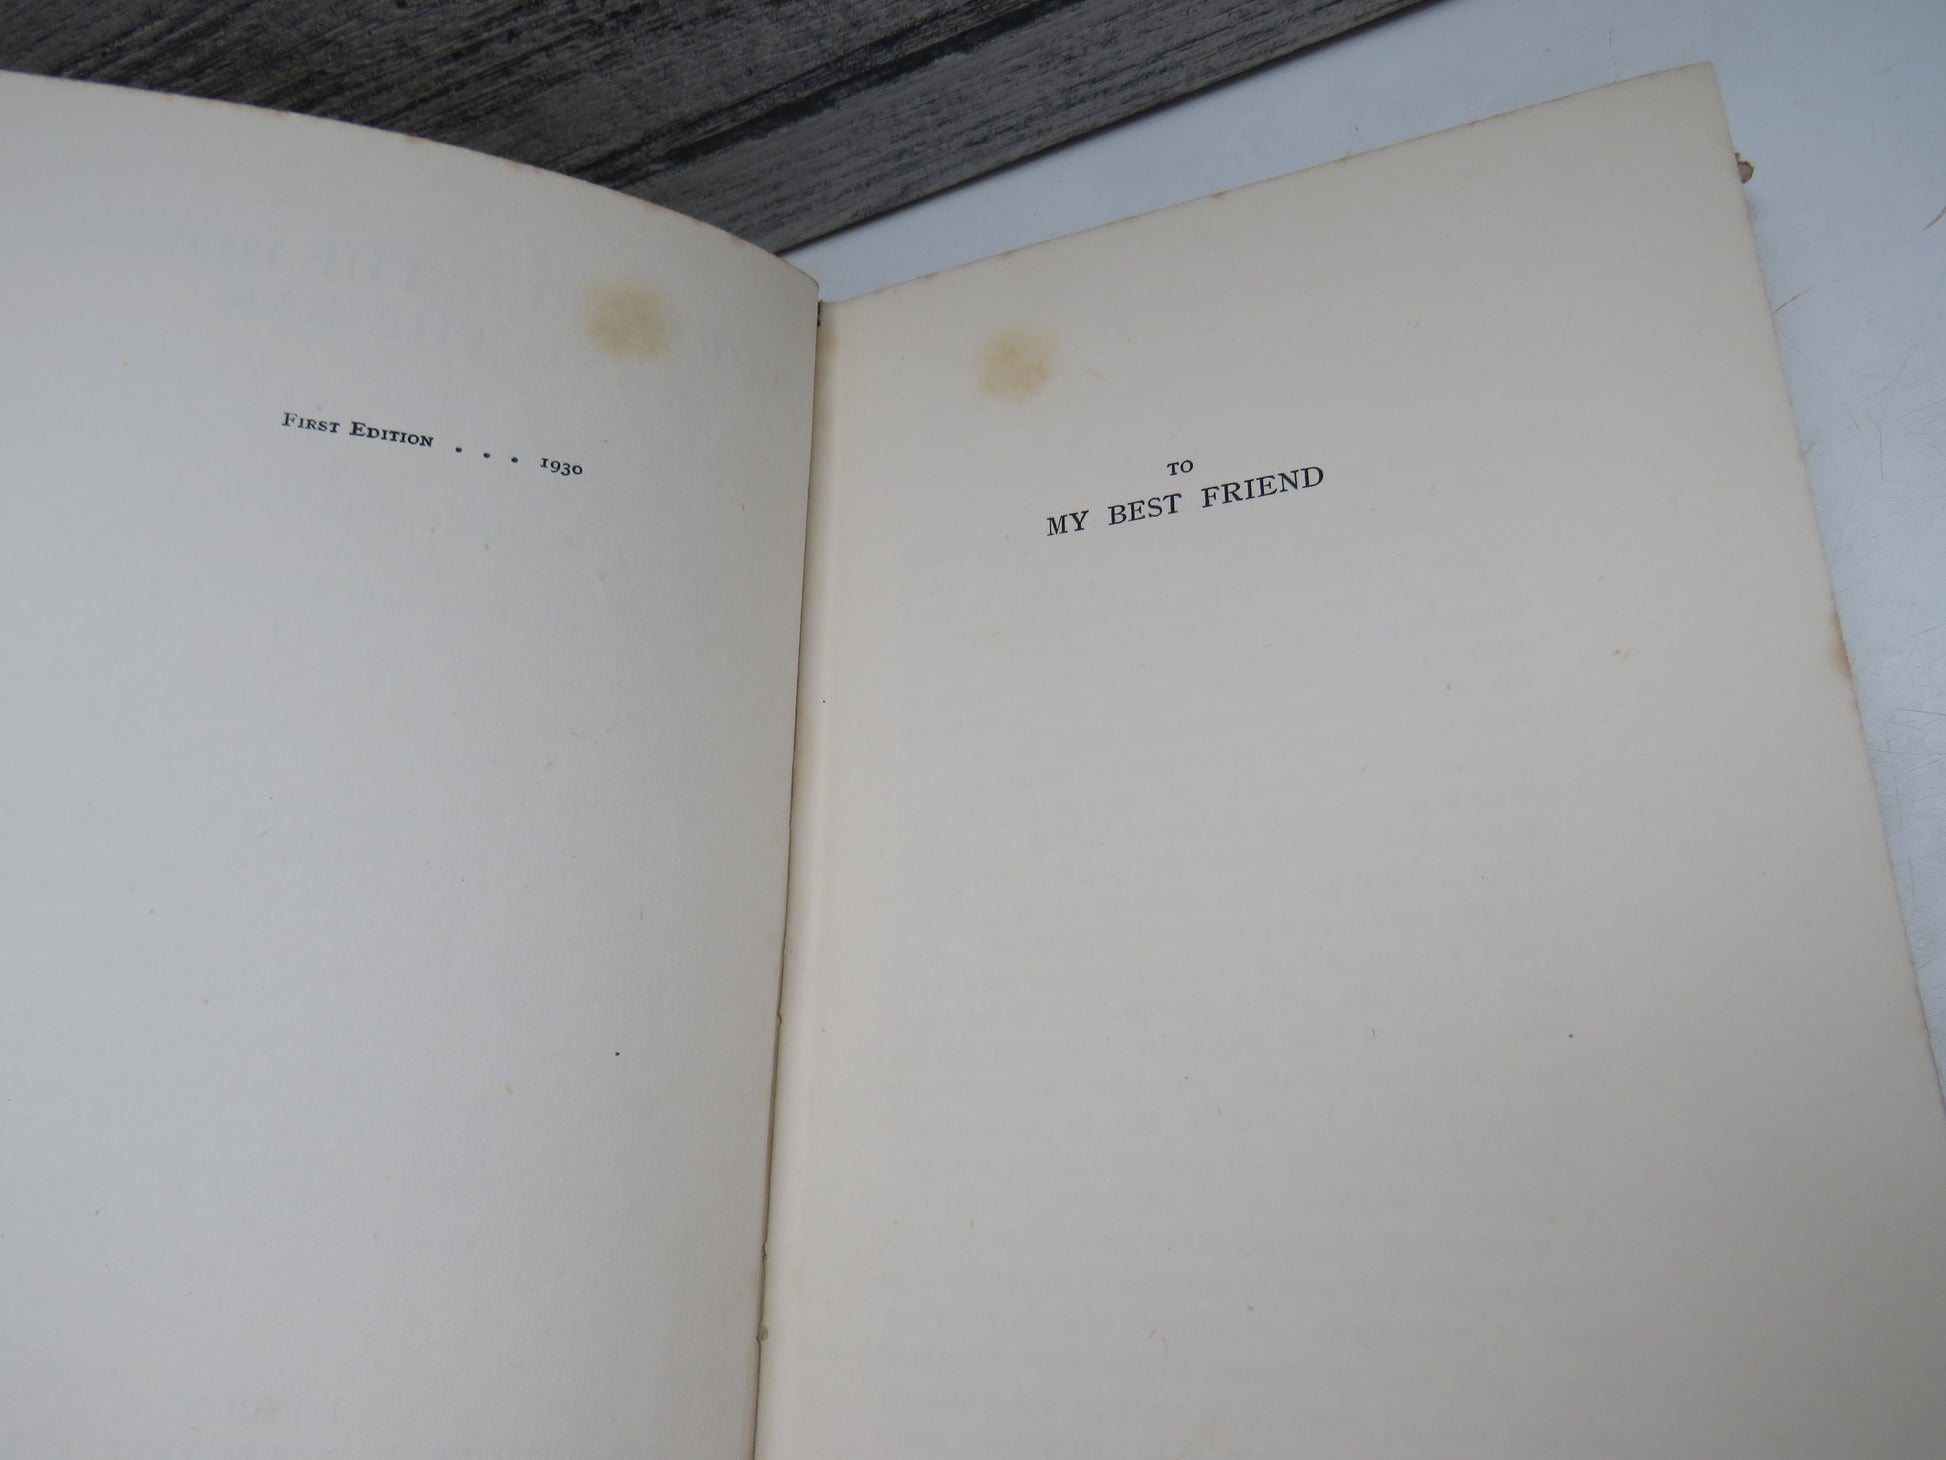 First Edition . . . 1930
TO
MY BEST FRIEND